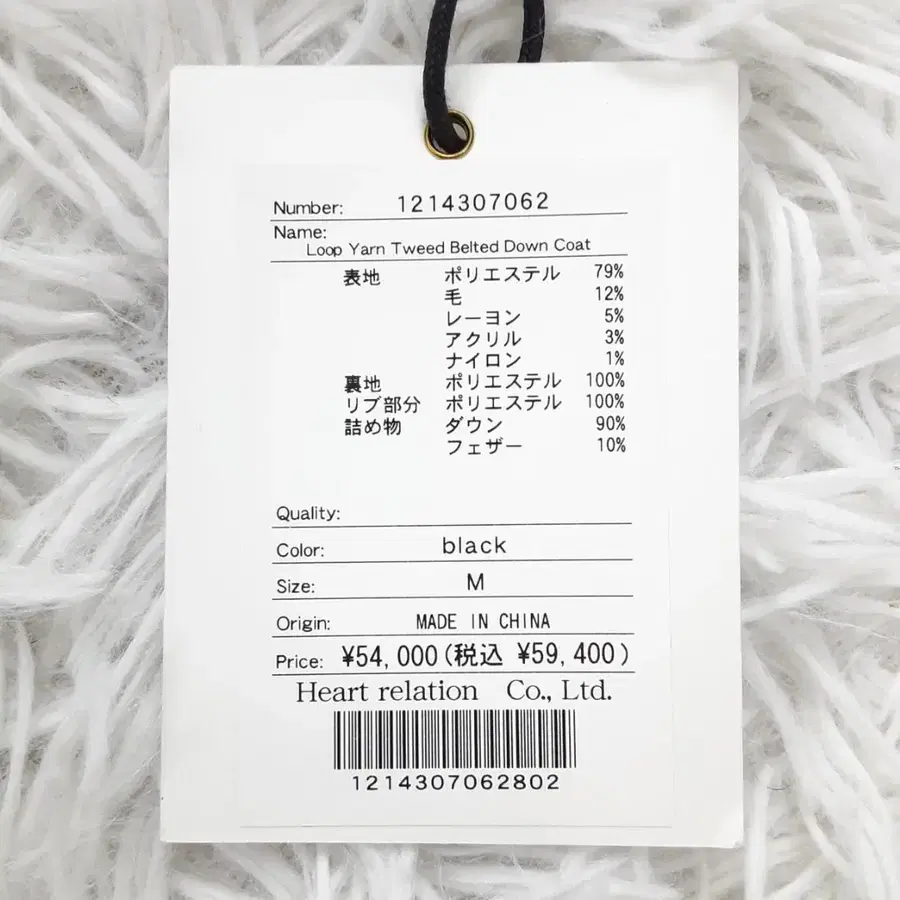 Number: 1214307062
Name:
Loop Yarn Tweed Belted Down Coat
表地 ポリエステル 79%
毛 12%
レーヨン 5%
アクリル 3%
ナイロン 1%
裏地 ポリエステル 100%
リブ部分 ポリエステル 100%
詰め物 ダウン 90%
フェザー 10%
Quality:
Color: black
Size: M
Origin: MADE IN CHINA
Price: ¥54,000(税込 ¥59,400)
Heart relation Co., Ltd.
1214307062802